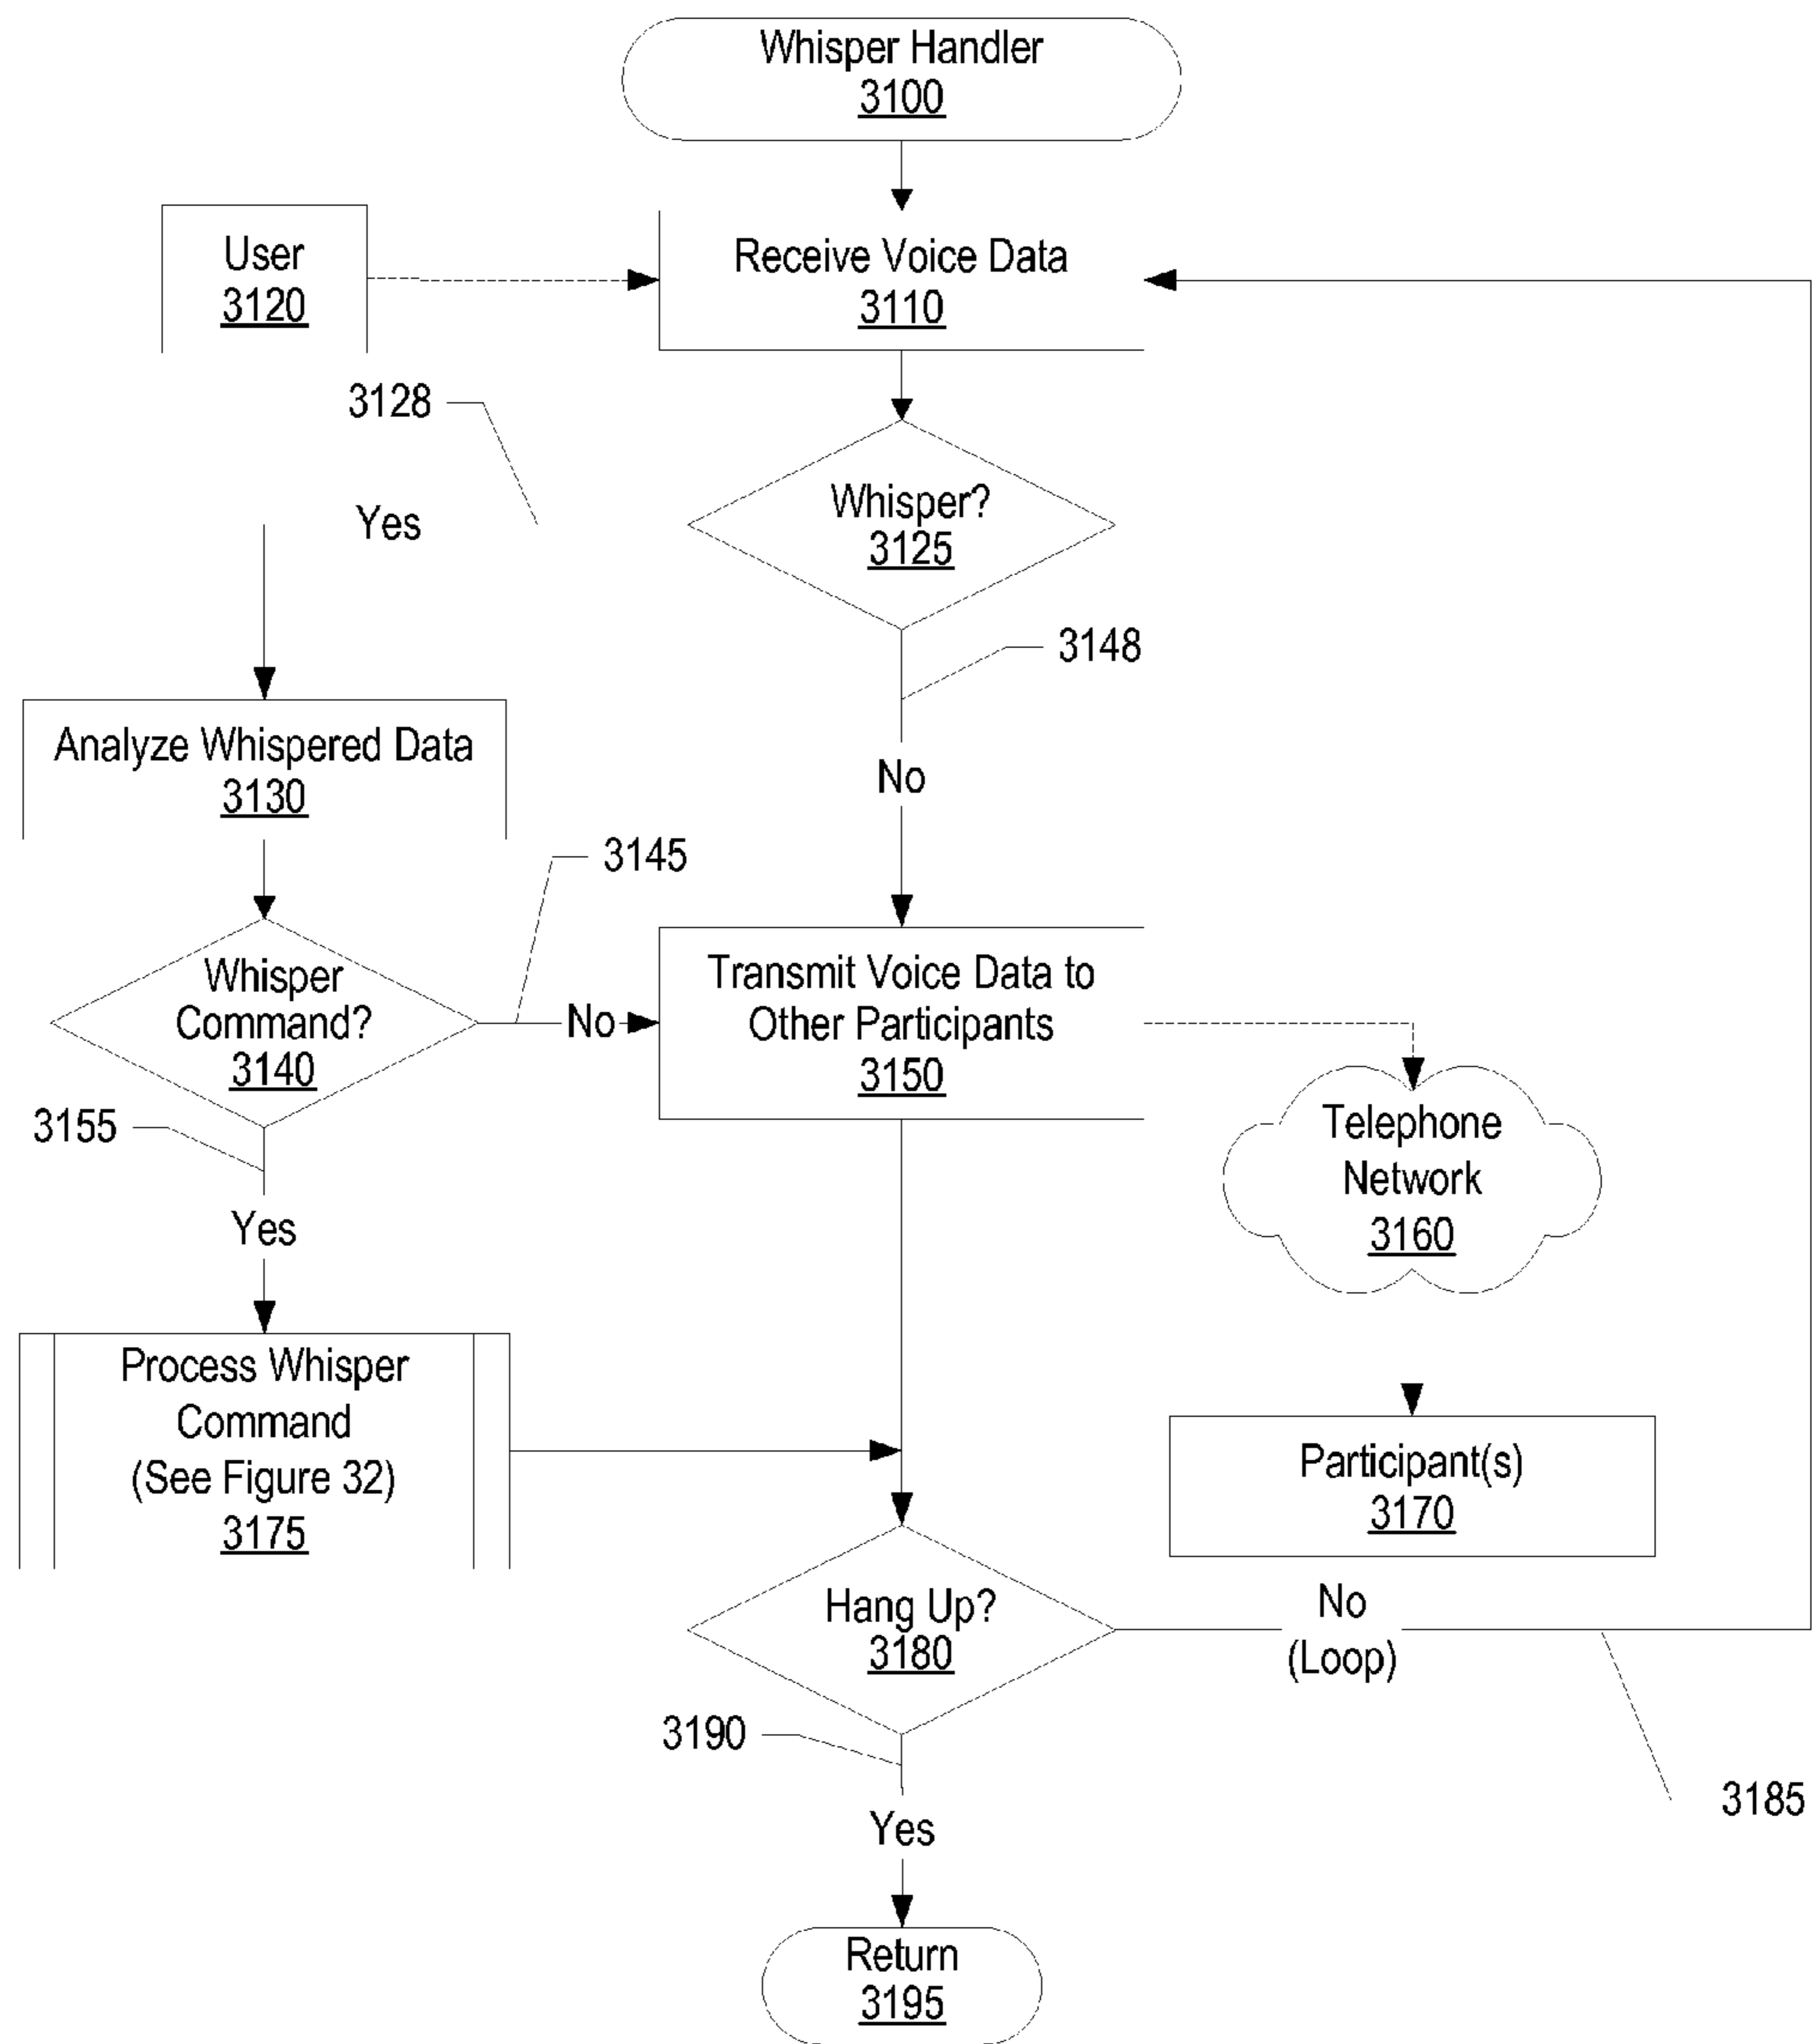 Whisper Handler
3100
User
3120
Receive Voice Data
3110
3128
Yes
Whisper?
3125
3148
No
Analyze Whispered Data
3130
3145
Whisper
Command?
3140
No
Transmit Voice Data to
Other Participants
3150
3155
Yes
Telephone
Network
3160
Process Whisper
Command
(See Figure 32)
3175
Participant(s)
3170
Hang Up?
3180
No
(Loop)
3190
3185
Yes
Return
3195